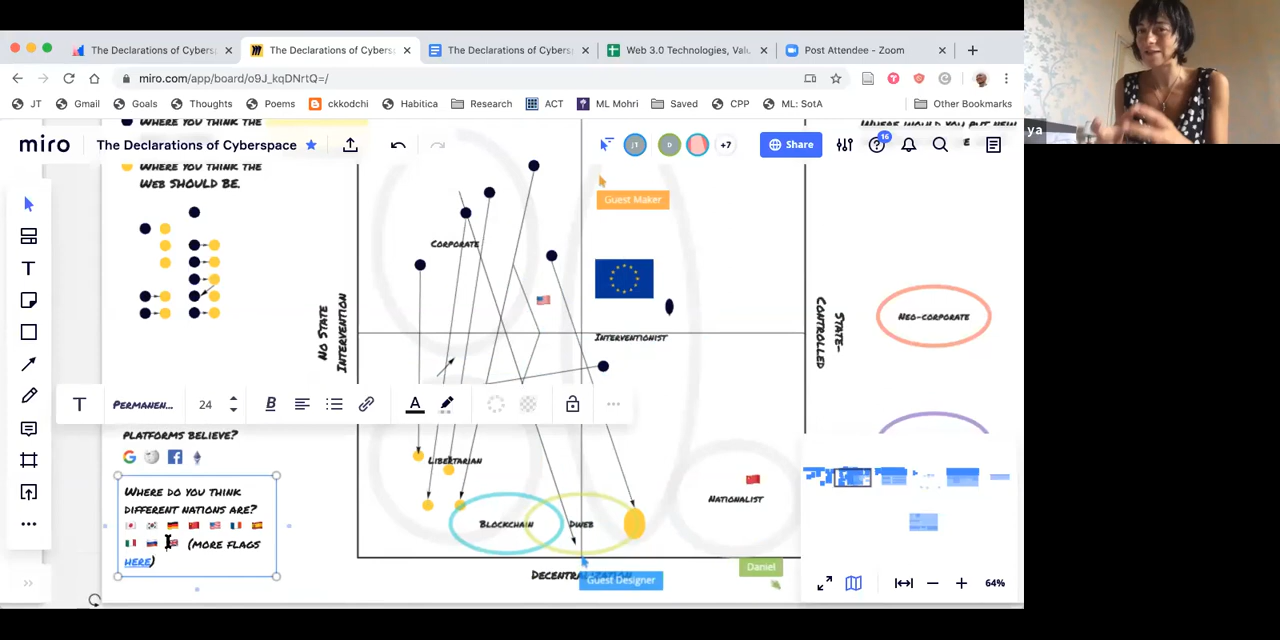 The Declarations of Cybers
The Declarations of Cybers
The Declarations of Cybersp
Web 3.0 Technologies, Valu
Post Attendee - Zoom
miro.com/app/board/o9J_kqDNrtQ=/
JT
Gmail
Goals
Thoughts
Poems
ckkodchi
Habitica
Research
ACT
ML Mohri
Saved
CPP
ML: SotA
Other Bookmarks
ya
WHERE YOU THINK THE
miro
The Declarations of Cyberspace
+7
Share
16
WHERE YOU THINK THE
WEB SHOULD BE.
Guest Maker
CORPORATE
NO STATE
INTERVENTION
INTERVENTIONIST
STATE-
CONTROLLED
NEO-CORPORATE
T
PERMANEN...
24
B
A
PLATFORMS BELIEVE?
WHERE DO YOU THINK
DIFFERENT NATIONS ARE?
(MORE FLAGS
HERE)
LIBERTARIAN
BLOCKCHAIN
DWEB
NATIONALIST
Guest Designer
Daniel
64%